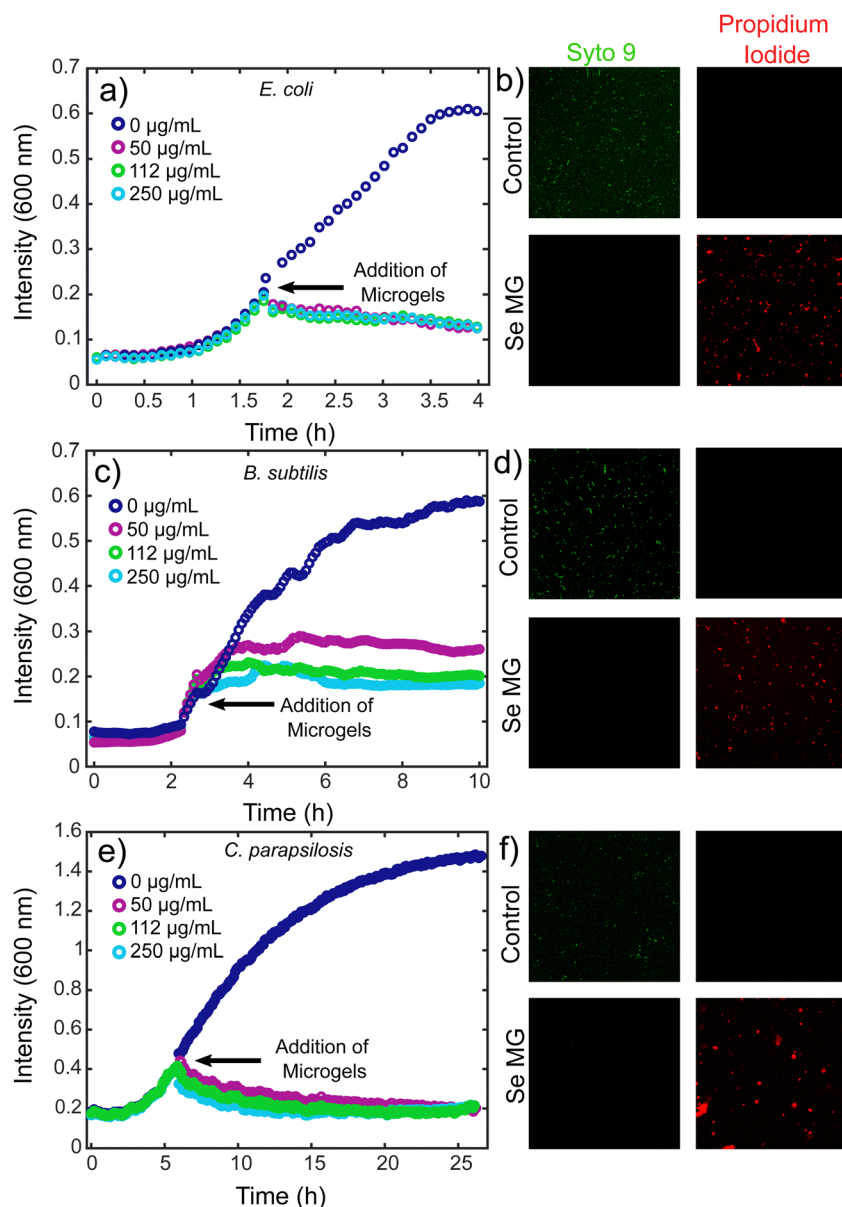 Syto 9
Propidium
Iodide
a)
E. coli
0 µg/mL
50 µg/mL
112 µg/mL
250 µg/mL
Addition of
Microgels
Intensity (600 nm)
0.7
0.6
0.5
0.4
0.3
0.2
0.1
0
0 0.5 1 1.5 2 2.5 3 3.5 4
Time (h)
b)
Control
Se MG
c)
B. subtilis
0 µg/mL
50 µg/mL
112 µg/mL
250 µg/mL
Addition of
Microgels
Intensity (600 nm)
0.7
0.6
0.5
0.4
0.3
0.2
0.1
0
0 2 4 6 8 10
Time (h)
d)
Control
Se MG
e)
C. parapsilosis
0 µg/mL
50 µg/mL
112 µg/mL
250 µg/mL
Addition of
Microgels
Intensity (600 nm)
1.6
1.4
1.2
1
0.8
0.6
0.4
0.2
0
0 5 10 15 20 25
Time (h)
f)
Control
Se MG